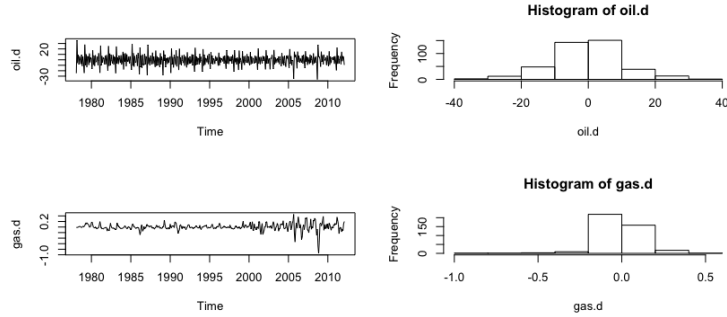 oil.d
-30
20
1980 1985 1990 1995 2000 2005 2010
Time
Histogram of oil.d
Frequency
0
100
-40 -20 0 20 40
oil.d
gas.d
-1.0
0.2
1980 1985 1990 1995 2000 2005 2010
Time
Histogram of gas.d
Frequency
0
150
-1.0 -0.5 0.0 0.5
gas.d